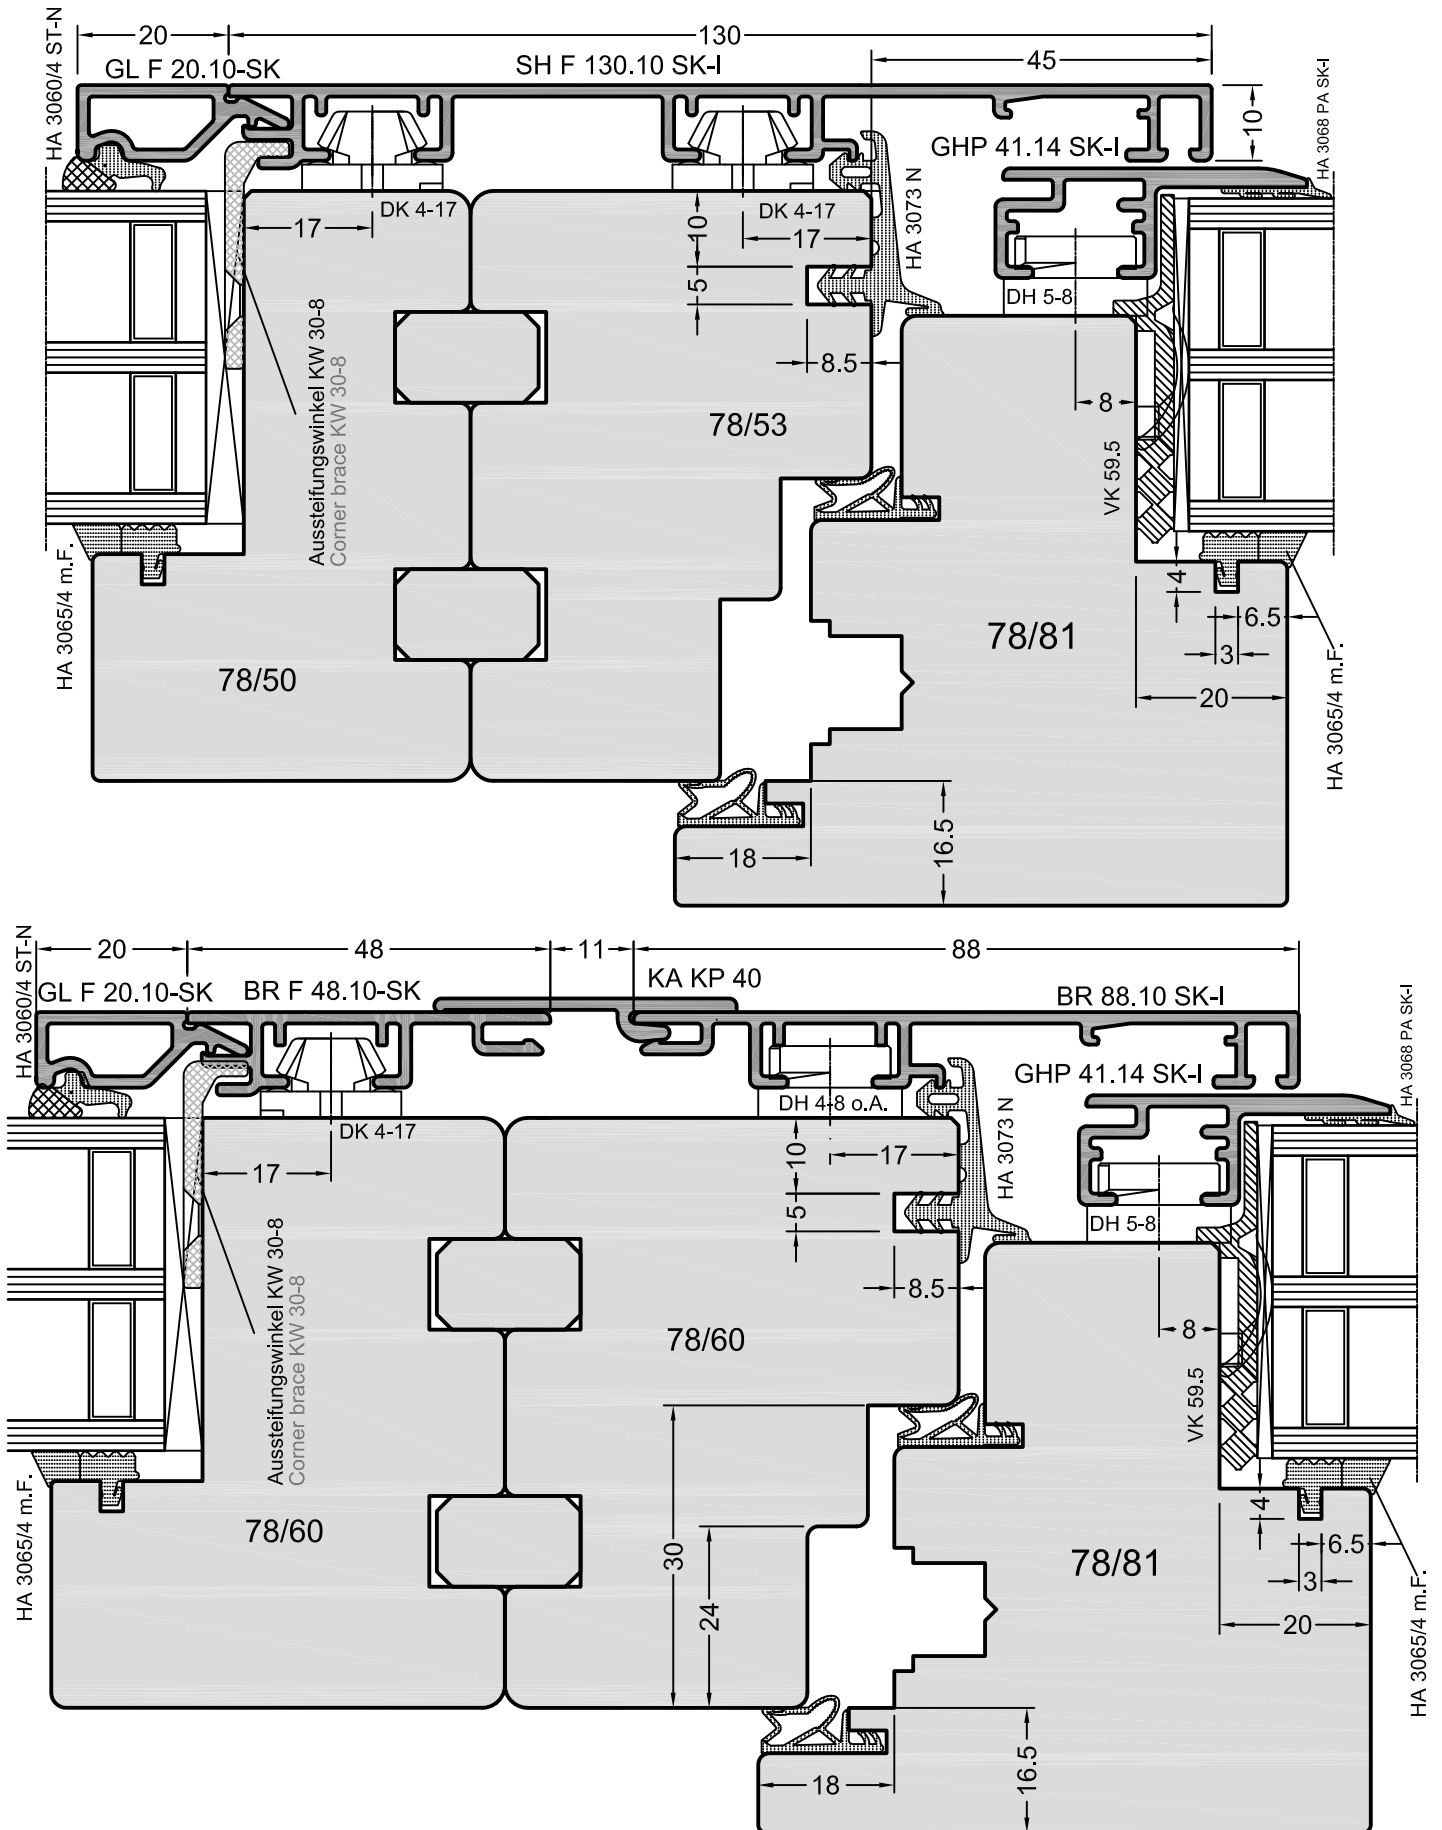 HA 3060/4 ST-N
20
130
GL F 20.10-SK
SH F 130.10 SK-I
45
10
HA 3068 PA SK-I
GHP 41.14 SK-I
DK 4-17
DK 4-17
17
10
17
5
HA 3073 N
DH 5-8
Aussteifungswinkel KW 30-8
Corner brace KW 30-8
8.5
78/53
8
VK 59.5
HA 3065/4 m.F.
4
6.5
3
20
78/50
78/81
HA 3065/4 m.F.
18
16.5
HA 3060/4 ST-N
20
48
11
88
GL F 20.10-SK
BR F 48.10-SK
KA KP 40
BR 88.10 SK-I
HA 3068 PA SK-I
GHP 41.14 SK-I
DK 4-17
DH 4-8 o.A.
17
10
17
5
HA 3073 N
DH 5-8
Aussteifungswinkel KW 30-8
Corner brace KW 30-8
8.5
78/60
8
VK 59.5
HA 3065/4 m.F.
4
6.5
3
20
78/60
30
24
78/81
HA 3065/4 m.F.
18
16.5